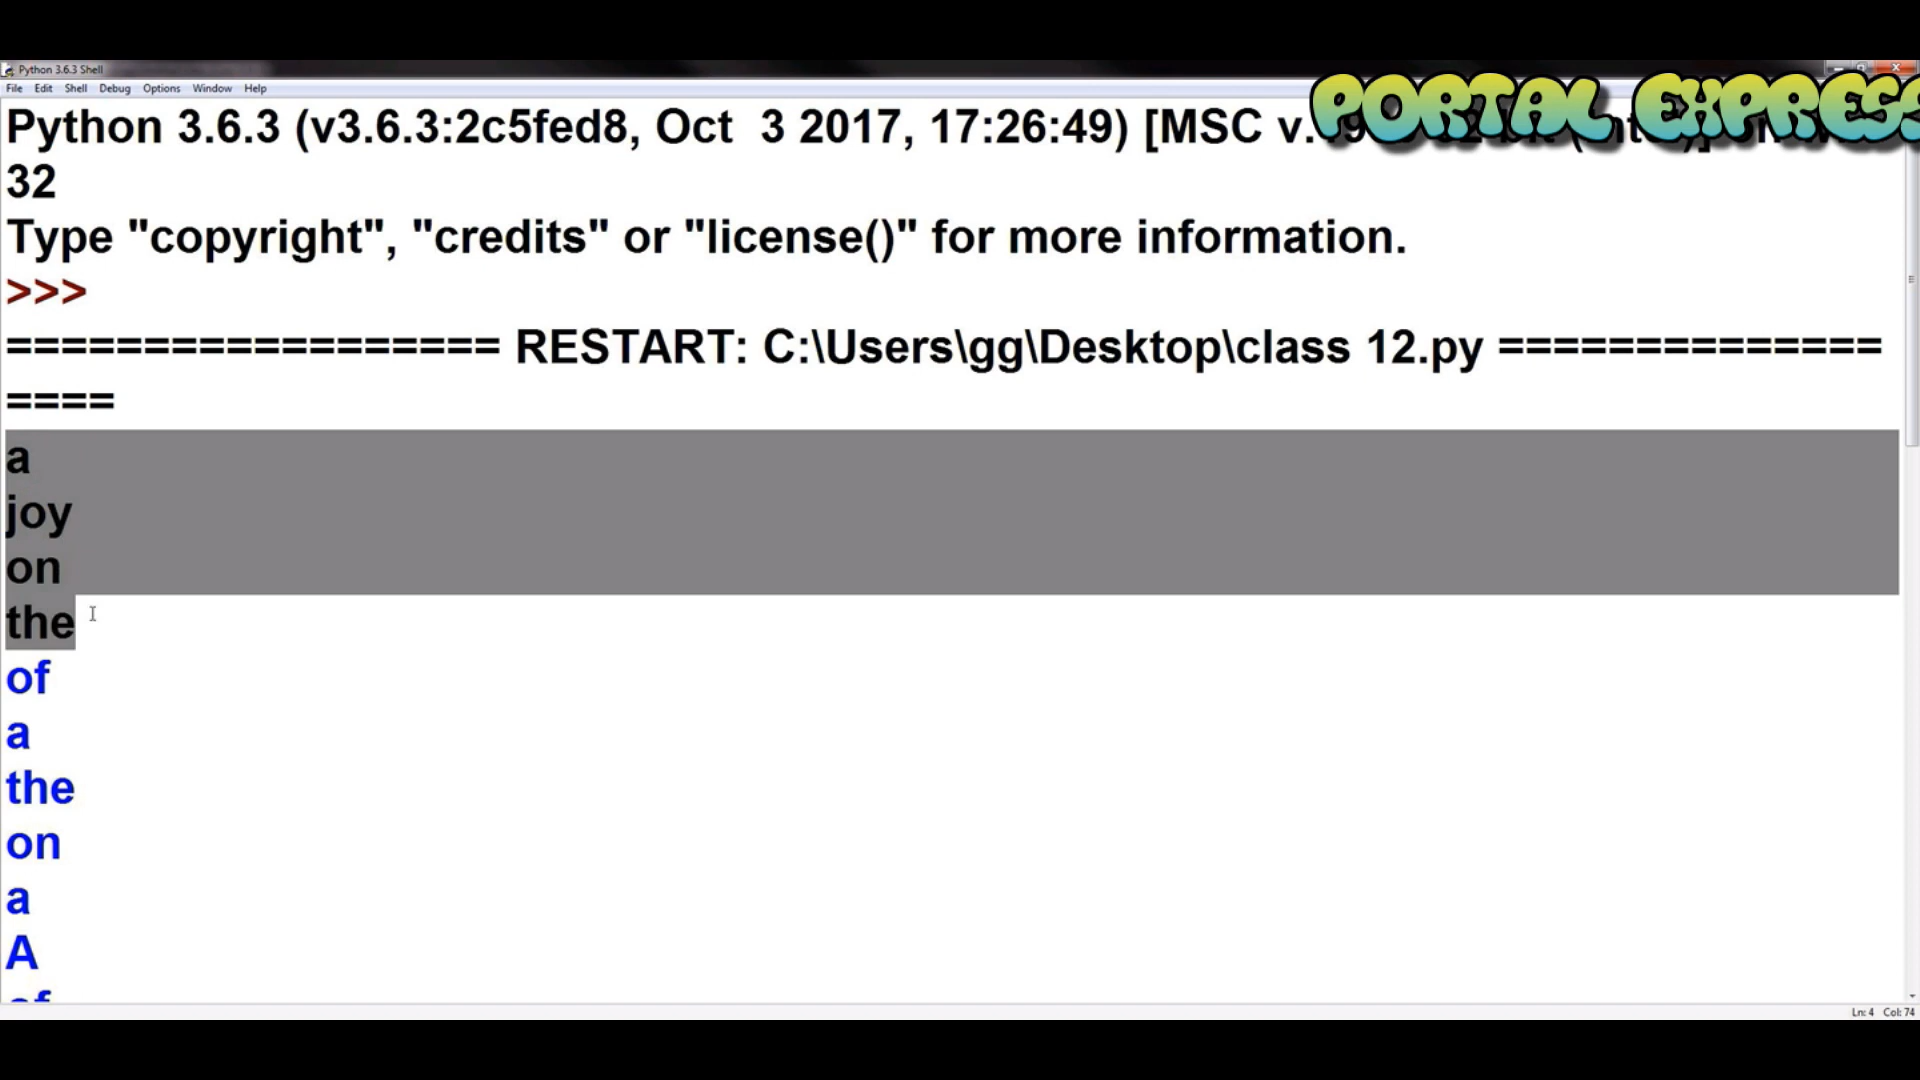 Python 3.6.3 Shell
File Edit Shell Debug Options Window Help
PORTAL EXPRESS
Python 3.6.3 (v3.6.3:2c5fed8, Oct 3 2017, 17:26:49) [MSC v.
32
Type "copyright", "credits" or "license()" for more information.
>>>
================== RESTART: C:\Users\gg\Desktop\class 12.py ==============
====
a
joy
on
the
of
a
the
on
a
A
of
Ln: 4 Col: 74